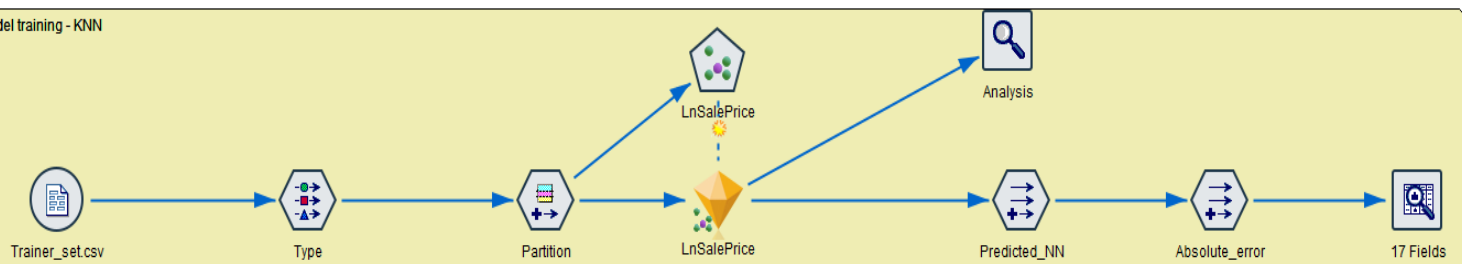 del training - KNN
LnSalePrice
Analysis
Trainer_set.csv
Type
Partition
LnSalePrice
Predicted_NN
Absolute_error
17 Fields